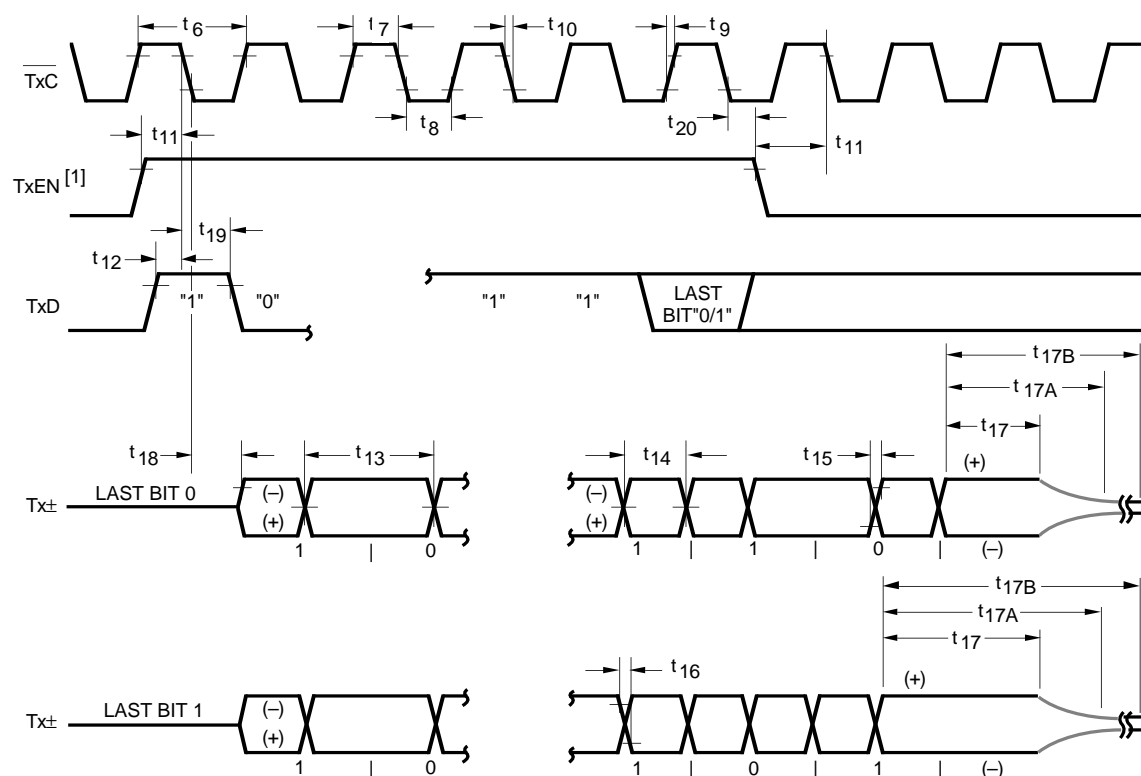 t6 t7 t10 t9
TxC
t11 t8 t20 t11
TxEN [1]
t19
t12
TxD "1" "0" "1" "1" LAST
BIT"0/1"
t17B
t17A
t18 t13 t14 t15 t17
(+)
Tx± LAST BIT 0 (–) (–)
(+) (+)
1 | 0 1 | 1 | 0 | (–)
t17B
t17A
t17
t16
(+)
Tx± LAST BIT 1 (–)
(+)
1 | 0 1 | 0 | 1 | (–)